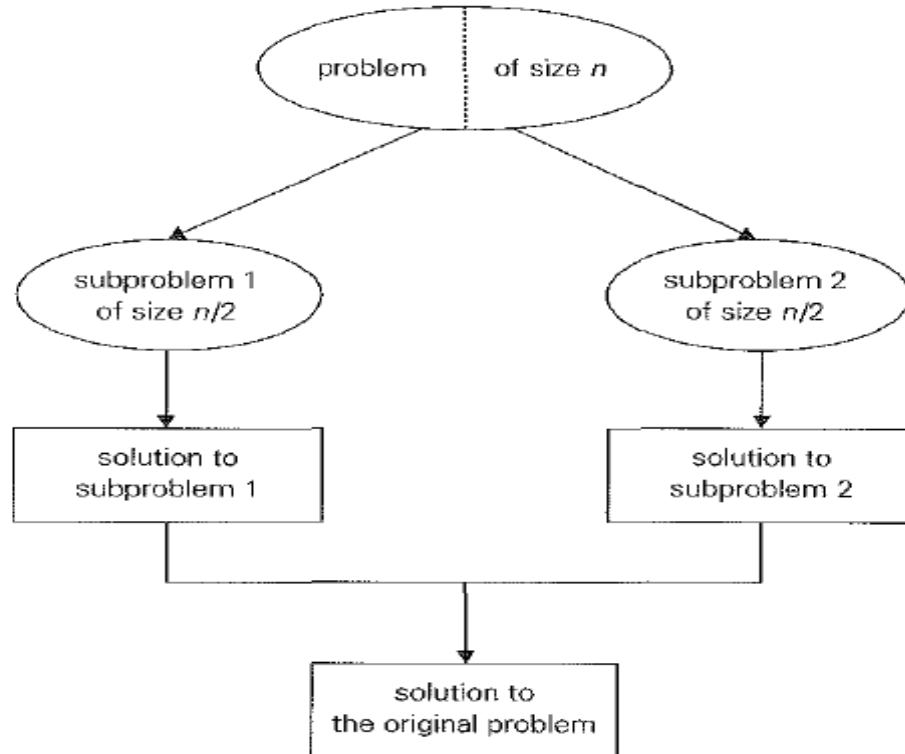 problem of size n
subproblem 1
of size n/2
subproblem 2
of size n/2
solution to
subproblem 1
solution to
subproblem 2
solution to
the original problem